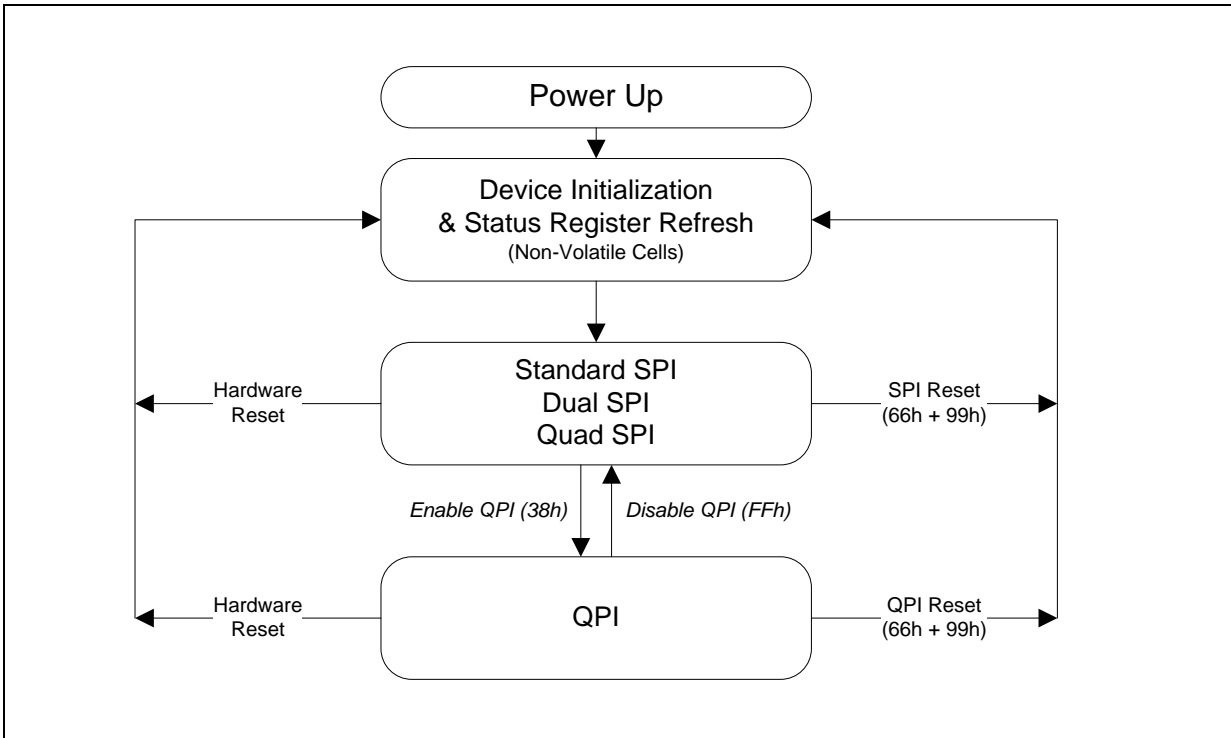 Power Up
Device Initialization
& Status Register Refresh
(Non-Volatile Cells)
Standard SPI
Dual SPI
Quad SPI
Hardware
Reset
SPI Reset
(66h + 99h)
Enable QPI (38h)
Disable QPI (FFh)
Hardware
Reset
QPI
QPI Reset
(66h + 99h)